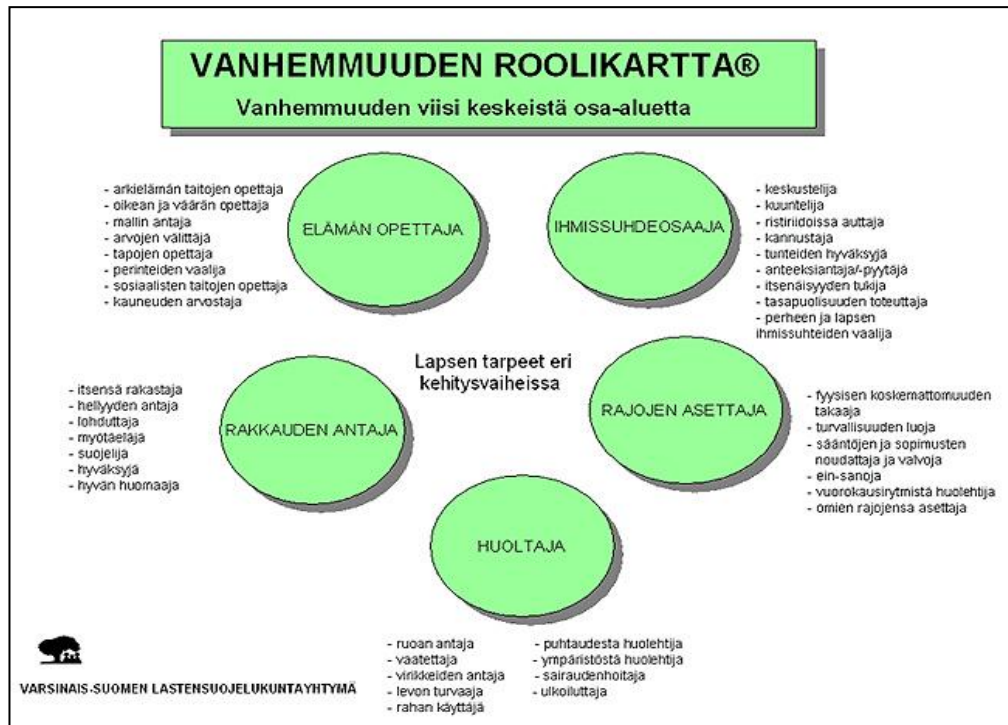 VANHEMMUUDEN ROOLIKARTTA®
Vanhemmuuden viisi keskeistä osa-aluetta
- arkielämän taitojen opettaja
- oikean ja väärän opettaja
- mallin antaja
- arvojen välittäjä
- tapojen opettaja
- perinteiden vaalija
- sosiaalisten taitojen opettaja
- kauneuden arvostaja
ELÄMÄN OPETTAJA
IHMISSUHDEOSAAJA
- keskustelija
- kuuntelija
- ristiriidoissa auttaja
- kannustaja
- tunteiden hyväksyjä
- anteeksiantaja/-pyytäjä
- itsenäisyyden tukija
- tasapuolisuuden toteuttaja
- perheen ja lapsen
ihmissuhteiden vaalija
Lapsen tarpeet eri
kehitysvaiheissa
- itsensä rakastaja
- hellyyden antaja
- lohduttaja
- myötäeläjä
- suojelija
- hyväksyjä
- hyvän huomaaja
RAKKAUDEN ANTAJA
RAJOJEN ASETTAJA
- fyysisen koskemattomuuden
takaaja
- turvallisuuden luoja
- sääntöjen ja sopimusten
noudattaja ja valvoja
- ein-sanoja
- vuorokausirytmistä huolehtija
- omien rajojensa asettaja
HUOLTAJA
- ruoan antaja
- vaatettaja
- virikkeiden antaja
- levon turvaaja
- rahan käyttäjä
- puhtaudesta huolehtija
- ympäristöstä huolehtija
- sairaudenhoitaja
- ulkoiluttaja
VARSINAIS-SUOMEN LASTENSUOJELUKUNTAYHTYMÄ